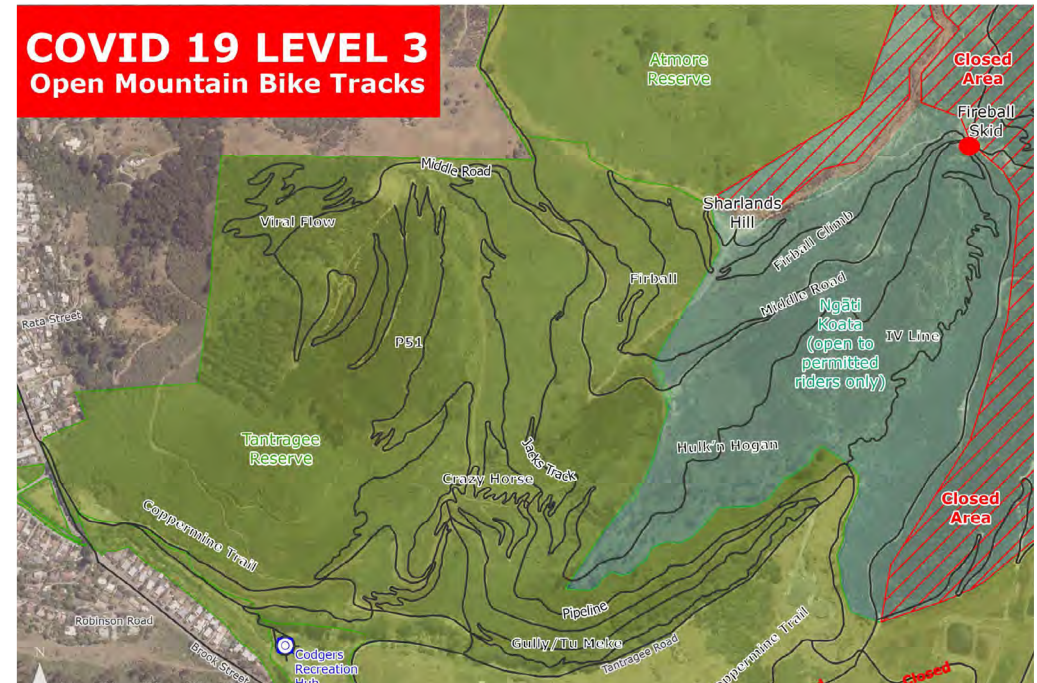 COVID 19 LEVEL 3
Open Mountain Bike Tracks
Atmore
Reserve
Closed
Area
Fireball
Skid
Middle Road
Viral Flow
Sharlands
Hill
Firball Climb
Firball
Middle Road
Ngāti
Koata
(open to
permitted
riders only)
IV Line
Rata Street
P51
Tantragee
Reserve
Jacks Track
Hulk'n Hogan
Crazy Horse
Closed
Area
Coppermine Trail
Pipeline
Robinson Road
Gully/Tu Meke
Tantragee Road
Coppermine Trail
Brook Street
Codgers
Recreation
Hub
N
Closed